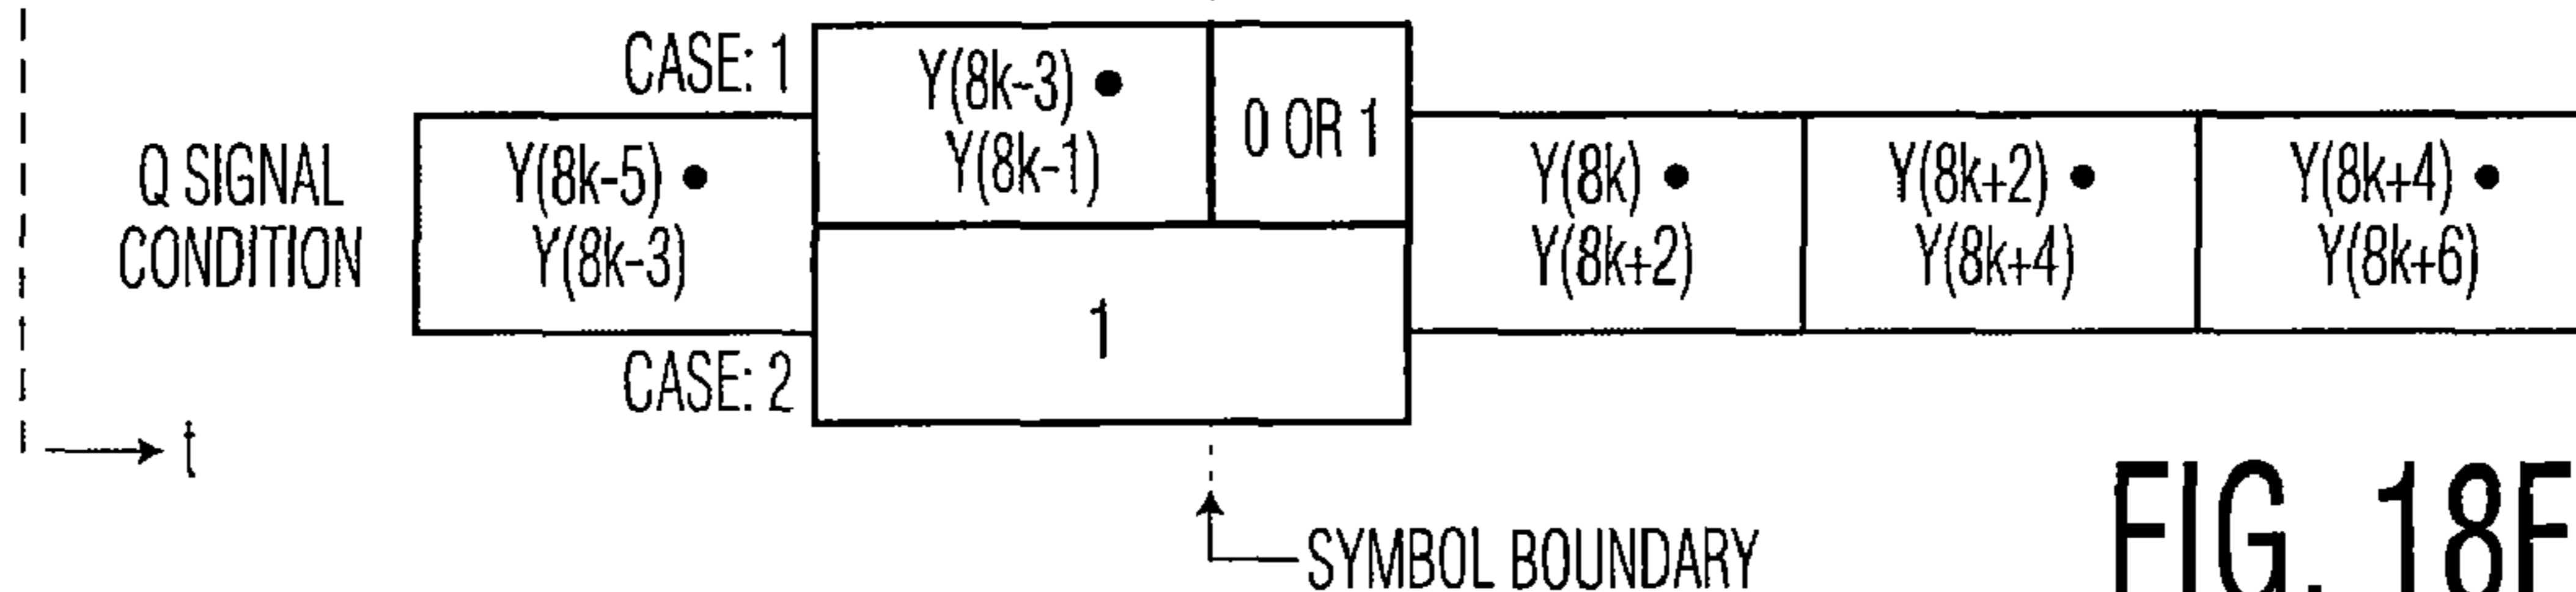 CASE: 1
Y(8k-3) •
Y(8k-1)
0 OR 1
Q SIGNAL
CONDITION
Y(8k-5) •
Y(8k-3)
Y(8k) •
Y(8k+2)
Y(8k+2) •
Y(8k+4)
Y(8k+4) •
Y(8k+6)
1
CASE: 2
t
SYMBOL BOUNDARY
FIG. 18F